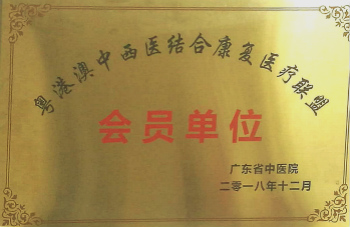 粤港澳中西医结合康复医疗联盟
会员单位
广东省中医院
二零一八年十二月